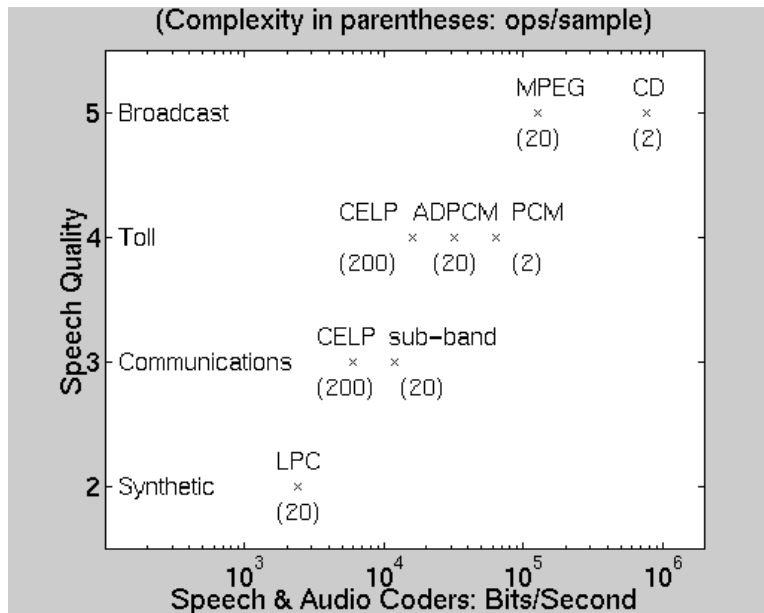 (Complexity in parentheses: ops/sample)
MPEG CD
5 Broadcast
(20) (2)
CELP ADPCM PCM
4 Toll
(200) (20) (2)
Speech Quality
CELP sub-band
3 Communications
(200) (20)
LPC
2 Synthetic
(20)
10^3 10^4 10^5 10^6
Speech & Audio Coders: Bits/Second